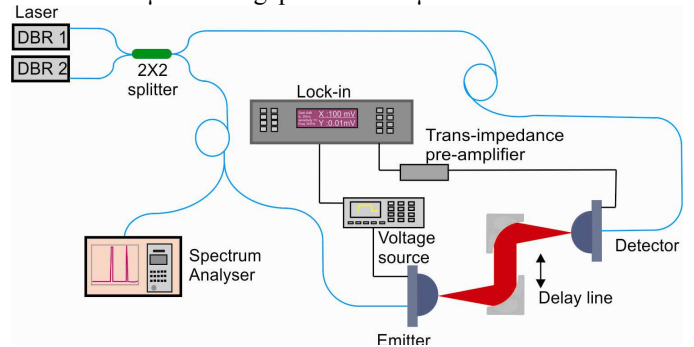 Laser
DBR 1
DBR 2
2X2
splitter
Lock-in
X :100 mV
Y :0.01mV
Trans-impedance
pre-amplifier
Voltage
source
Spectrum
Analyser
Detector
Delay line
Emitter